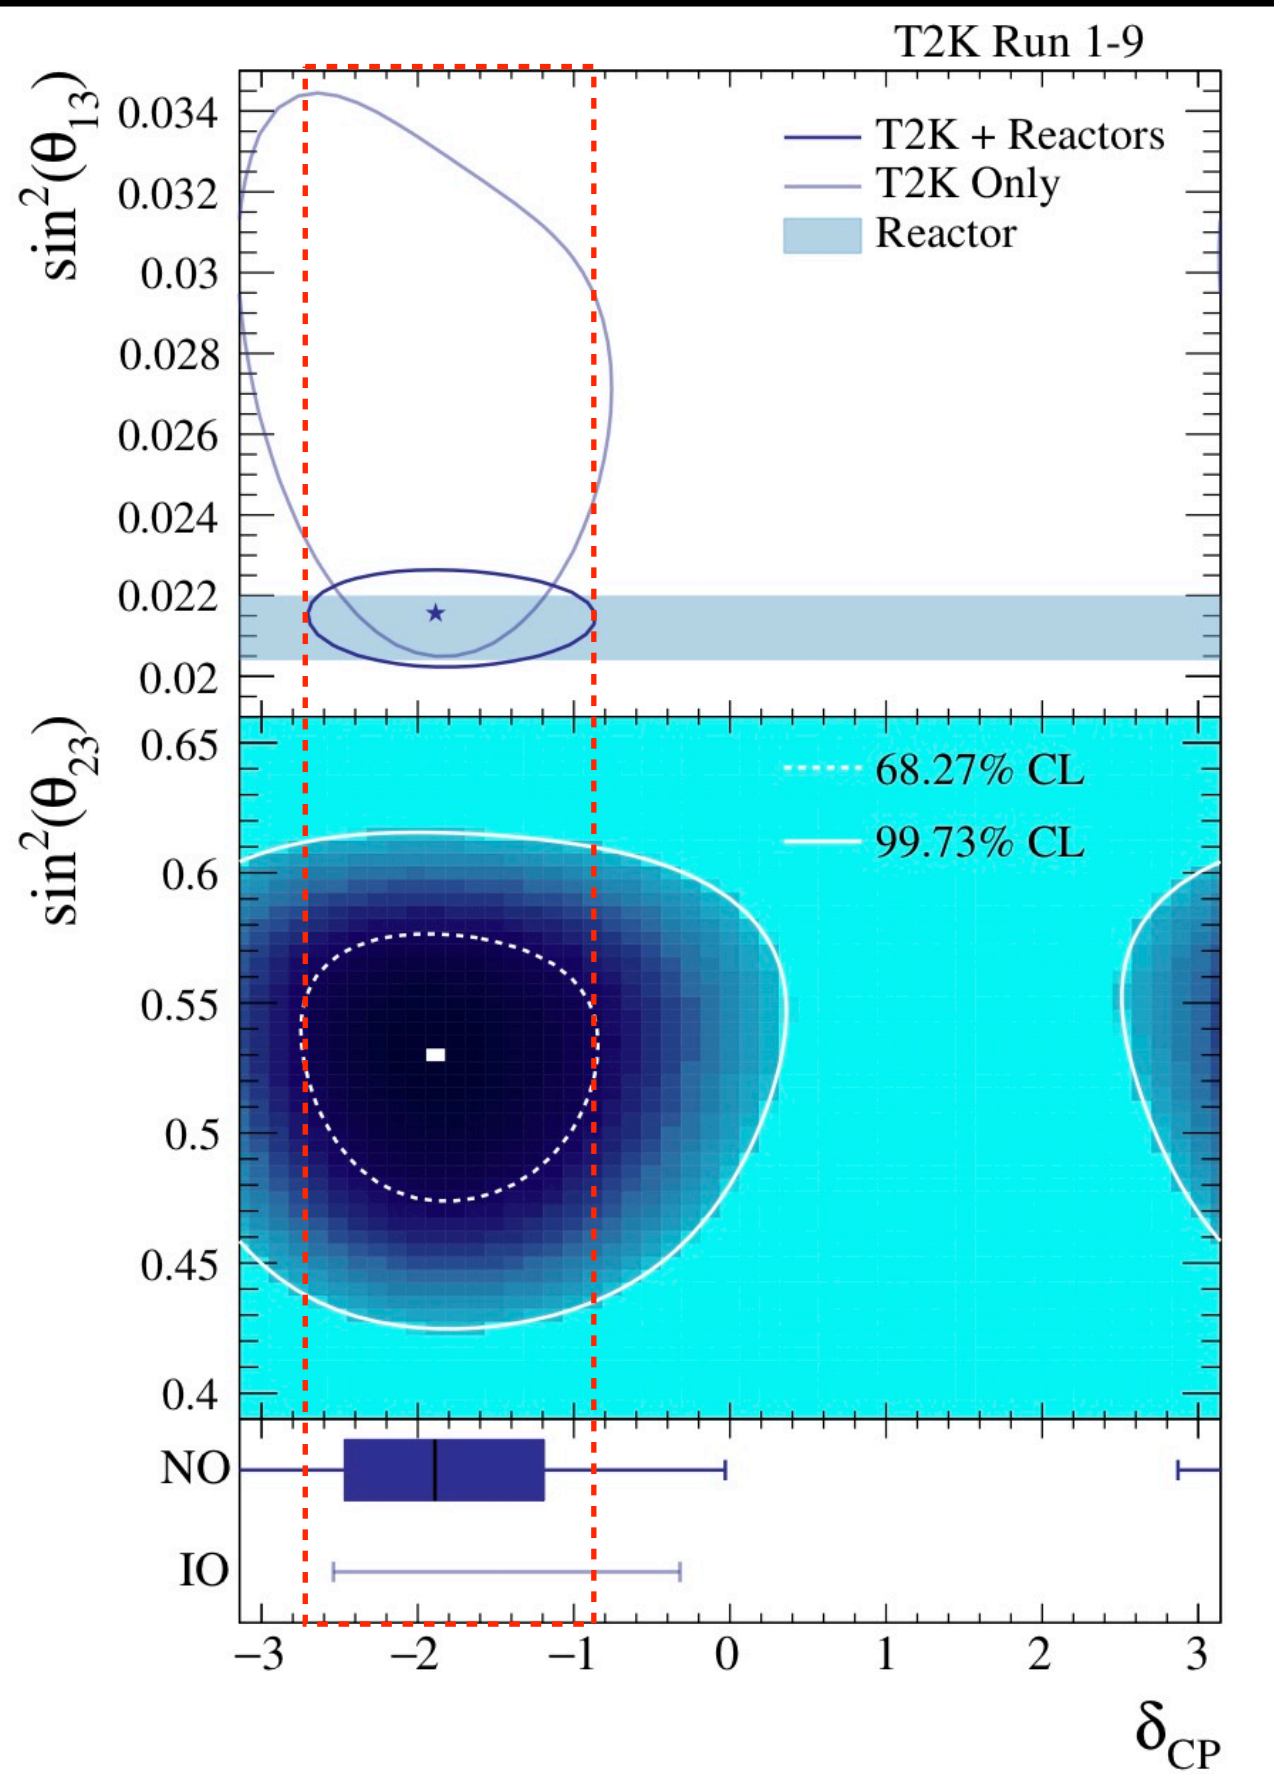 T2K Run 1-9
sin²(θ₁₃)
0.034
0.032
0.03
0.028
0.026
0.024
0.022
0.02
T2K + Reactors
T2K Only
Reactor
sin²(θ₂₃)
0.65
0.6
0.55
0.5
0.45
0.4
68.27% CL
99.73% CL
NO
IO
−3 −2 −1 0 1 2 3
δCP